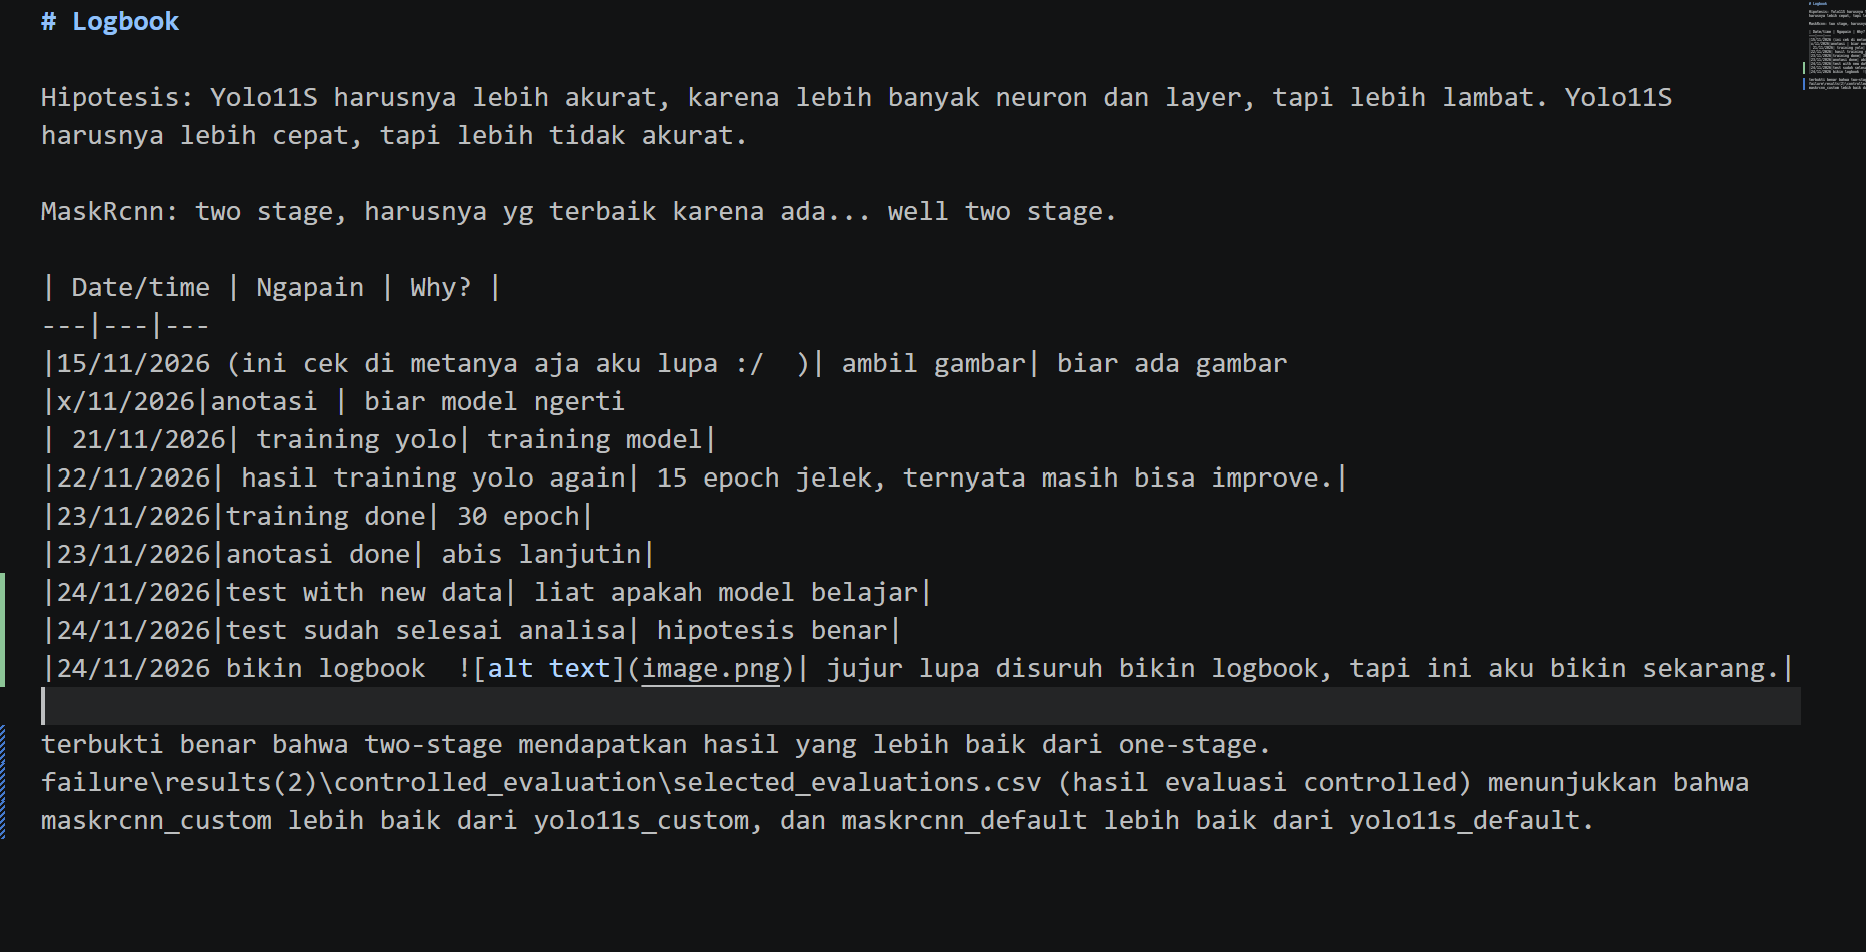 # Logbook
Hipotesis: Yolo11S harusnya lebih akurat, karena lebih banyak neuron dan layer, tapi lebih lambat. Yolo11S
harusnya lebih cepat, tapi lebih tidak akurat.
MaskRcnn: two stage, harusnya yg terbaik karena ada... well two stage.
| Date/time | Ngapain | Why? |
---|---|---
|15/11/2026 (ini cek di metanya aja aku lupa :/  )| ambil gambar| biar ada gambar
|x/11/2026|anotasi | biar model ngerti
| 21/11/2026| training yolo| training model|
|22/11/2026| hasil training yolo again| 15 epoch jelek, ternyata masih bisa improve.|
|23/11/2026|training done| 30 epoch|
|23/11/2026|anotasi done| abis lanjutin|
|24/11/2026|test with new data| liat apakah model belajar|
|24/11/2026|test sudah selesai analisa| hipotesis benar|
|24/11/2026 bikin logbook  ![alt text](image.png)| jujur lupa disuruh bikin logbook, tapi ini aku bikin sekarang.|
terbukti benar bahwa two-stage mendapatkan hasil yang lebih baik dari one-stage.
failure\results(2)\controlled_evaluation\selected_evaluations.csv (hasil evaluasi controlled) menunjukkan bahwa
maskrcnn_custom lebih baik dari yolo11s_custom, dan maskrcnn_default lebih baik dari yolo11s_default.